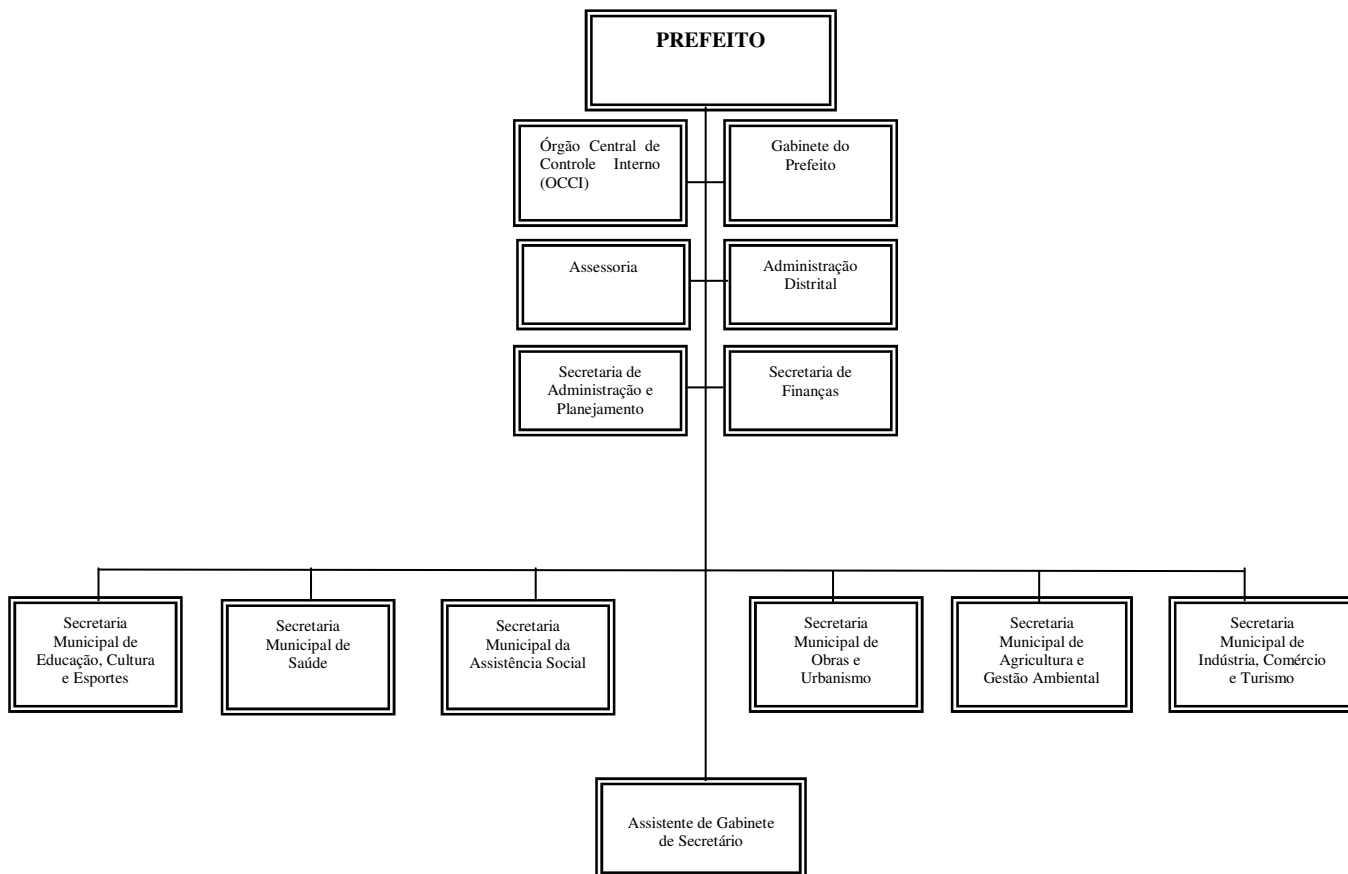 PREFEITO
Órgão Central de
Controle Interno
(OCCI)
Gabinete do
Prefeito
Assessoria
Administração
Distrital
Secretaria de
Administração e
Planejamento
Secretaria de
Finanças
Secretaria
Municipal de
Educação, Cultura
e Esportes
Secretaria
Municipal de
Saúde
Secretaria
Municipal da
Assistência Social
Secretaria
Municipal de
Obras e
Urbanismo
Secretaria
Municipal de
Agricultura e
Gestão Ambiental
Secretaria
Municipal de
Indústria, Comércio
e Turismo
Assistente de Gabinete
de Secretário